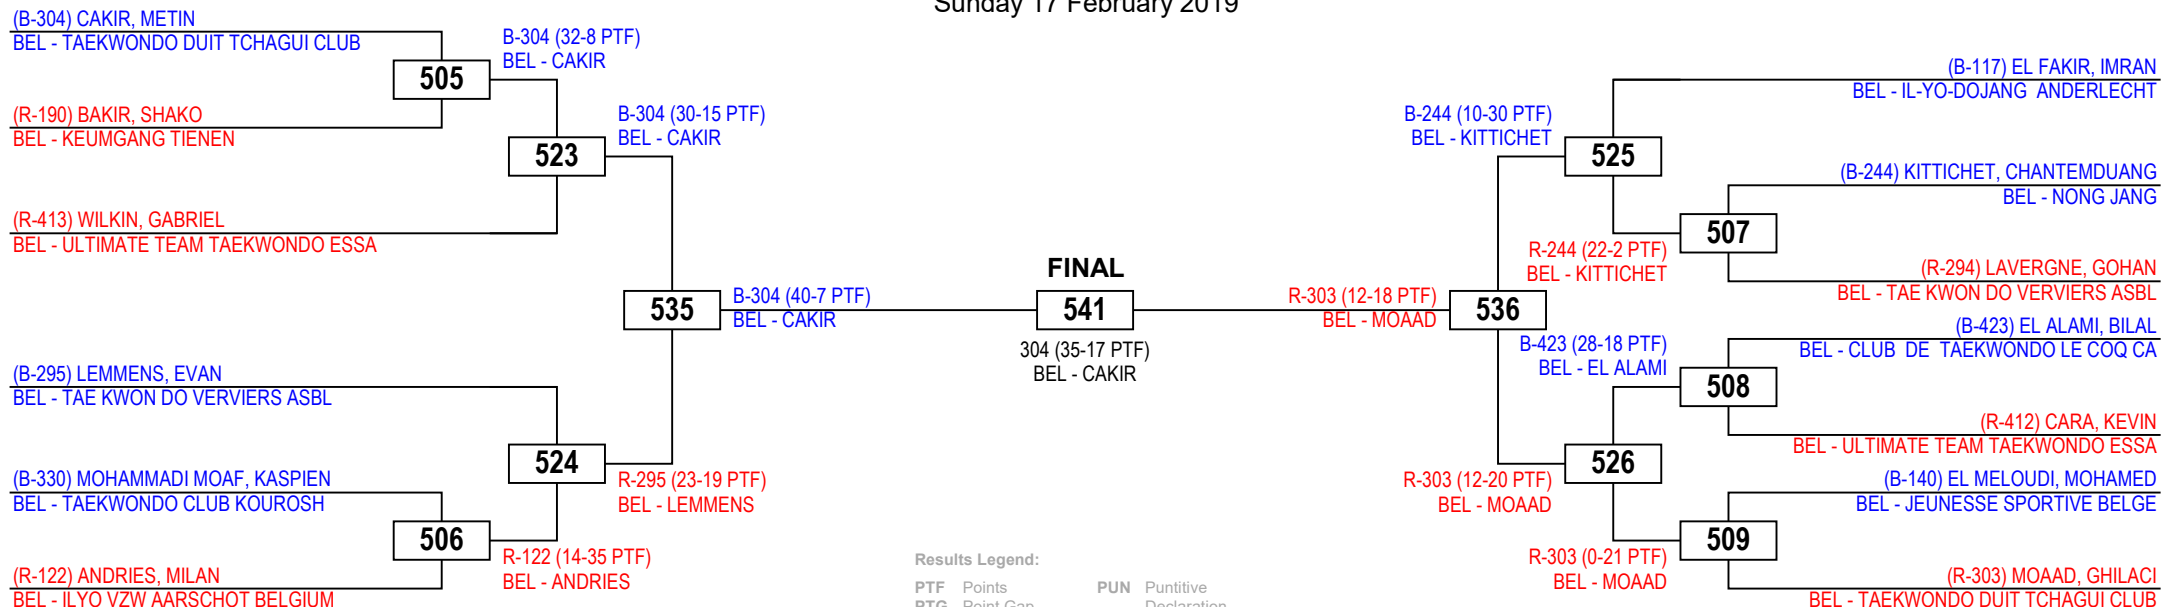 Sunday 17 February 2019
(B-304) CAKIR, METIN
BEL - TAEKWONDO DUIT TCHAGUI CLUB
B-304 (32-8 PTF)
BEL - CAKIR
505
(R-190) BAKIR, SHAKO
BEL - KEUMGANG TIENEN
B-304 (30-15 PTF)
BEL - CAKIR
523
(R-413) WILKIN, GABRIEL
BEL - ULTIMATE TEAM TAEKWONDO ESSA
535
B-304 (40-7 PTF)
BEL - CAKIR
(B-295) LEMMENS, EVAN
BEL - TAE KWON DO VERVIERS ASBL
524
R-295 (23-19 PTF)
BEL - LEMMENS
(B-330) MOHAMMADI MOAF, KASPIEN
BEL - TAEKWONDO CLUB KOUROSH
506
R-122 (14-35 PTF)
BEL - ANDRIES
(R-122) ANDRIES, MILAN
BEL - ILYO VZW AARSCHOT BELGIUM
FINAL
541
304 (35-17 PTF)
BEL - CAKIR
(B-117) EL FAKIR, IMRAN
BEL - IL-YO-DOJANG  ANDERLECHT
B-244 (10-30 PTF)
BEL - KITTICHET
525
(B-244) KITTICHET, CHANTEMDUANG
BEL - NONG JANG
507
R-244 (22-2 PTF)
BEL - KITTICHET
(R-294) LAVERGNE, GOHAN
BEL - TAE KWON DO VERVIERS ASBL
R-303 (12-18 PTF)
BEL - MOAAD
536
(B-423) EL ALAMI, BILAL
BEL - CLUB  DE  TAEKWONDO LE COQ CA
B-423 (28-18 PTF)
BEL - EL ALAMI
508
(R-412) CARA, KEVIN
BEL - ULTIMATE TEAM TAEKWONDO ESSA
526
R-303 (12-20 PTF)
BEL - MOAAD
(B-140) EL MELOUDI, MOHAMED
BEL - JEUNESSE SPORTIVE BELGE
509
R-303 (0-21 PTF)
BEL - MOAAD
(R-303) MOAAD, GHILACI
BEL - TAEKWONDO DUIT TCHAGUI CLUB
Results Legend:
PTF Points PUN Puntitive
PTG Point Gap Declaration